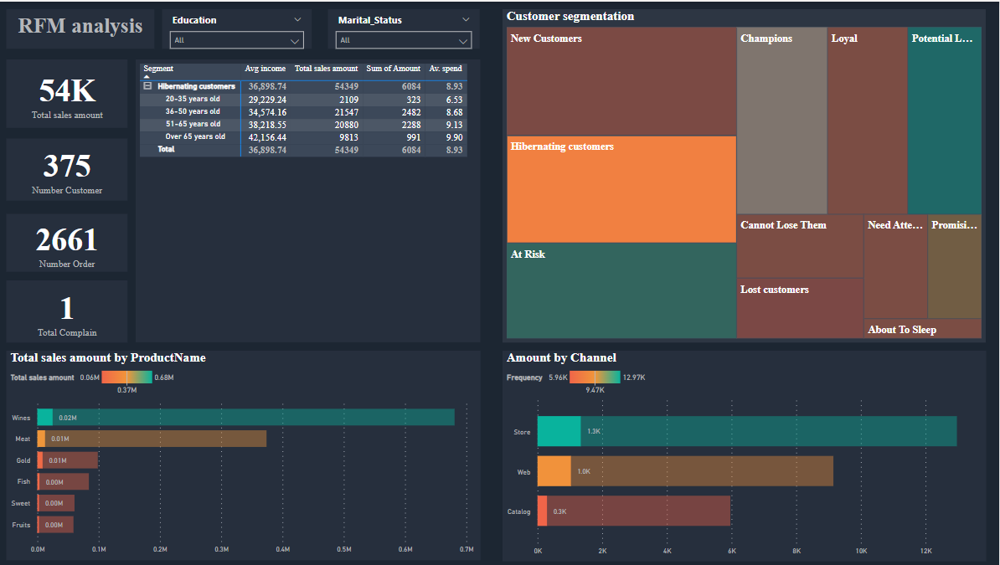 RFM analysis
Education
All
Marital_Status
All
54K
Total sales amount
375
Number Customer
2661
Number Order
1
Total Complain
Segment Avg income Total sales amount Sum of Amount Av. spend
Hibernating customers 36,898.74 54349 6084 8.93
20-35 years old 29,229.24 2109 323 6.53
36-50 years old 34,574.16 21547 2482 8.68
51-65 years old 38,218.55 20880 2288 9.13
Over 65 years old 42,156.44 9813 991 9.90
Total 36,898.74 54349 6084 8.93
Customer segmentation
New Customers
Champions
Loyal
Potential L...
Hibernating customers
At Risk
Cannot Lose Them
Need Atte...
Promisi...
Lost customers
About To Sleep
Total sales amount by ProductName
Total sales amount 0.06M 0.68M
0.37M
Wines 0.02M
Meat 0.01M
Gold 0.01M
Fish 0.00M
Sweet 0.00M
Fruits 0.00M
0.0M 0.1M 0.2M 0.3M 0.4M 0.5M 0.6M 0.7M
Amount by Channel
Frequency 5.96K 12.97K
9.47K
Store 1.3K
Web 1.0K
Catalog 0.3K
0K 2K 4K 6K 8K 10K 12K